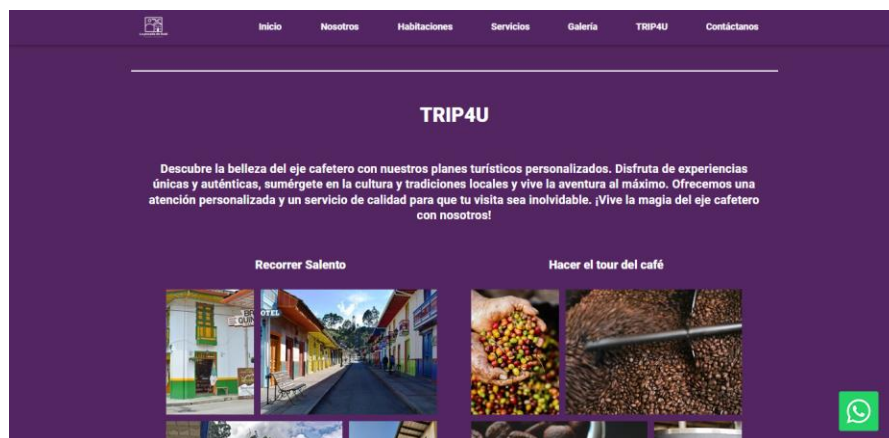 Inicio Nosotros Habitaciones Servicios Galería TRIP4U Contáctanos
TRIP4U
Descubre la belleza del eje cafetero con nuestros planes turísticos personalizados. Disfruta de experiencias
únicas y auténticas, sumérgete en la cultura y tradiciones locales y vive la aventura al máximo. Ofrecemos una
atención personalizada y un servicio de calidad para que tu visita sea inolvidable. ¡Vive la magia del eje cafetero
con nosotros!
Recorrer Salento Hacer el tour del café
OTEL